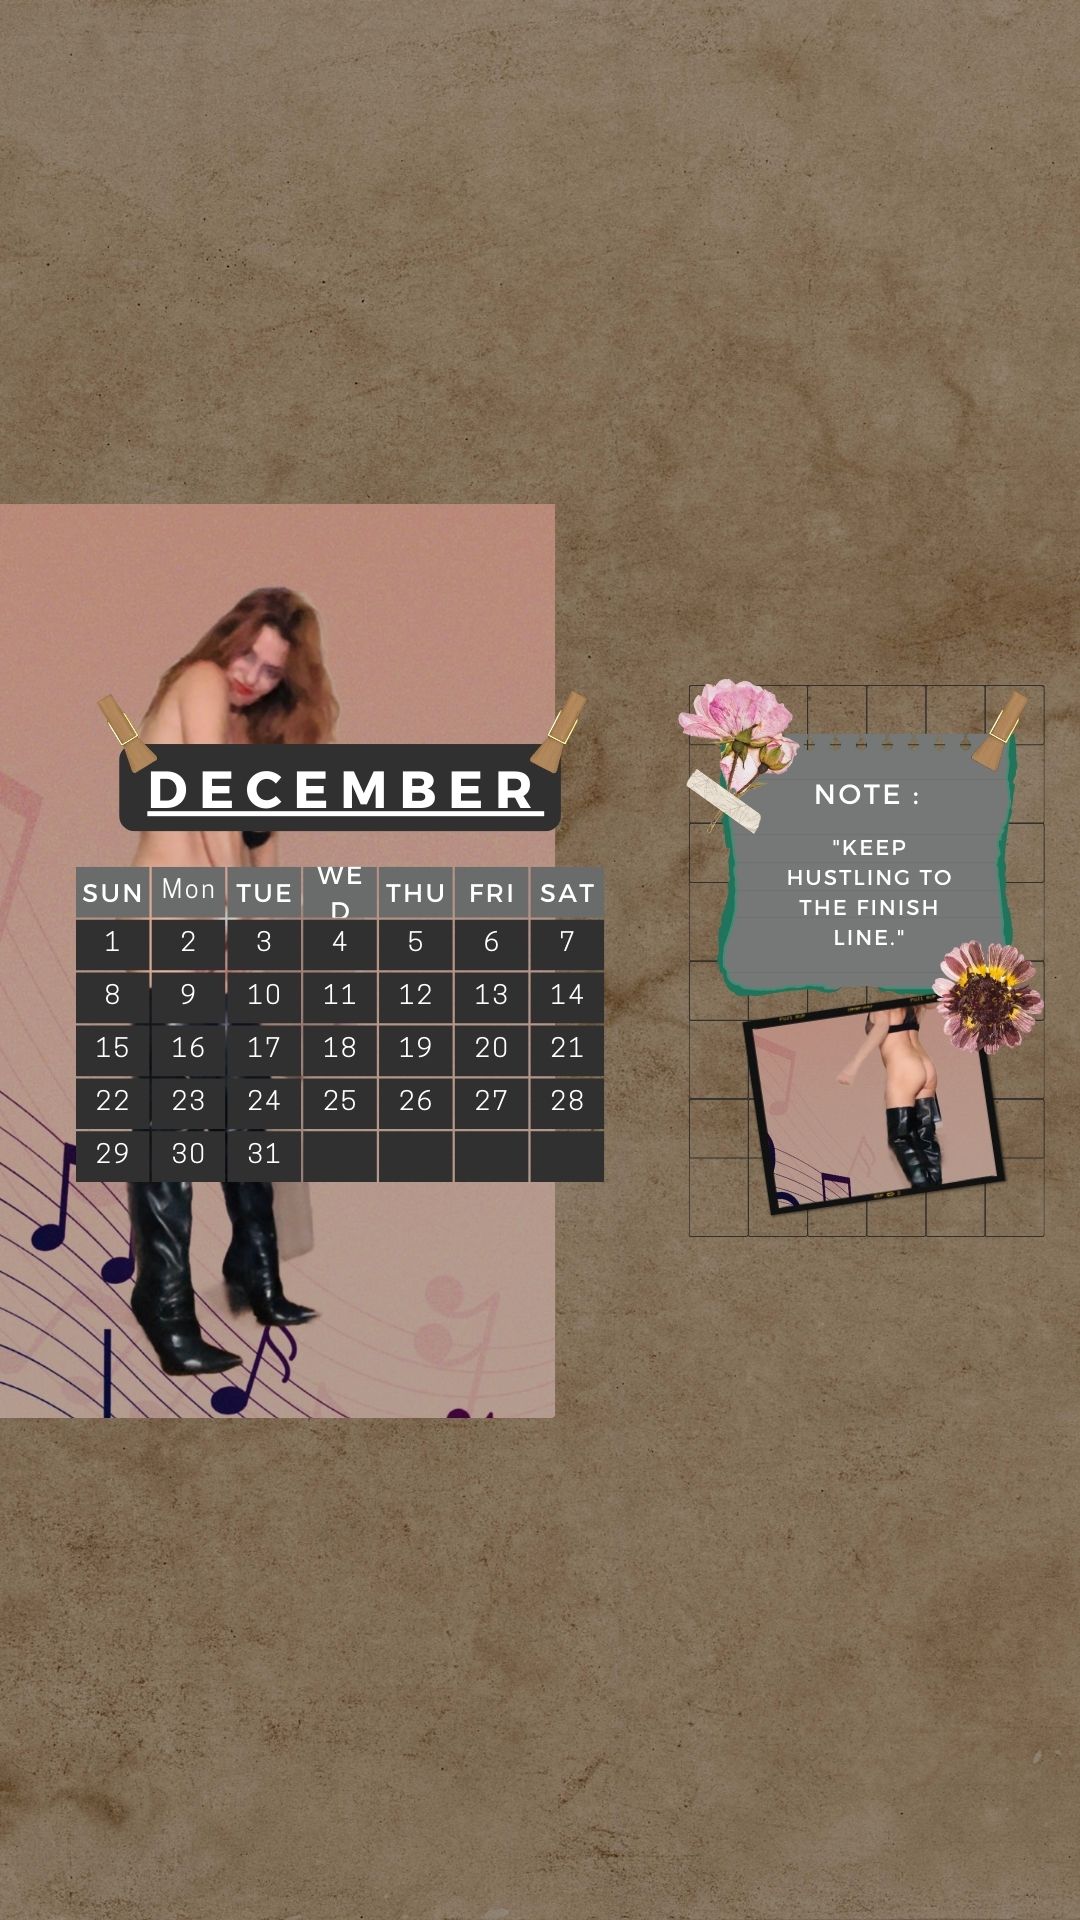 DECEMBER
SUN Mon TUE WE
D THU FRI SAT
1 2 3 4 5 6 7
8 9 10 11 12 13 14
15 16 17 18 19 20 21
22 23 24 25 26 27 28
29 30 31
NOTE :
"KEEP
HUSTLING TO
THE FINISH
LINE."